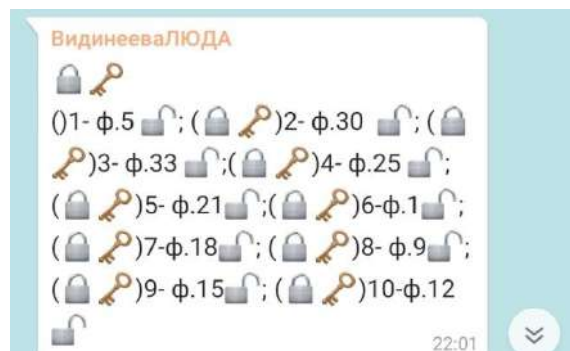 ВидинееваЛЮДА
🔒🔑
()1- ф.5 🔓; (🔒🔑)2- ф.30 🔓; (🔒
🔑)3- ф.33 🔓;(🔒🔑)4- ф.25 🔓;
(🔒🔑)5- ф.21🔓;(🔒🔑)6-ф.1🔓;
(🔒🔑)7-ф.18🔓; (🔒🔑)8- ф.9🔓;
(🔒🔑)9- ф.15🔓; (🔒🔑)10-ф.12
🔓
22:01